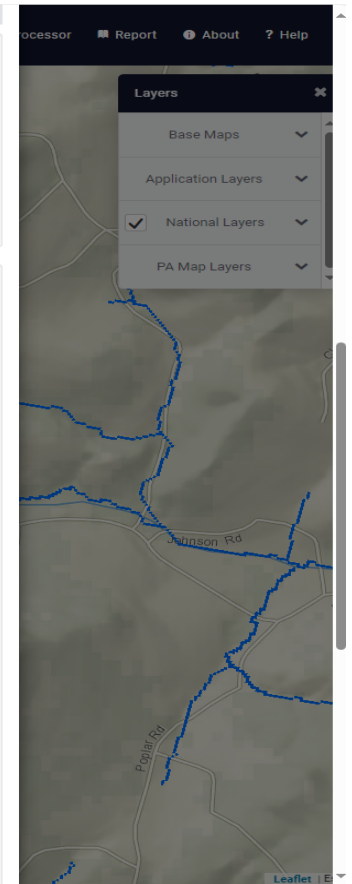 rocessor Report About ? Help
Layers
Base Maps
Application Layers
National Layers
PA Map Layers
Johnson Rd
Poplar Rd
Leaflet | E